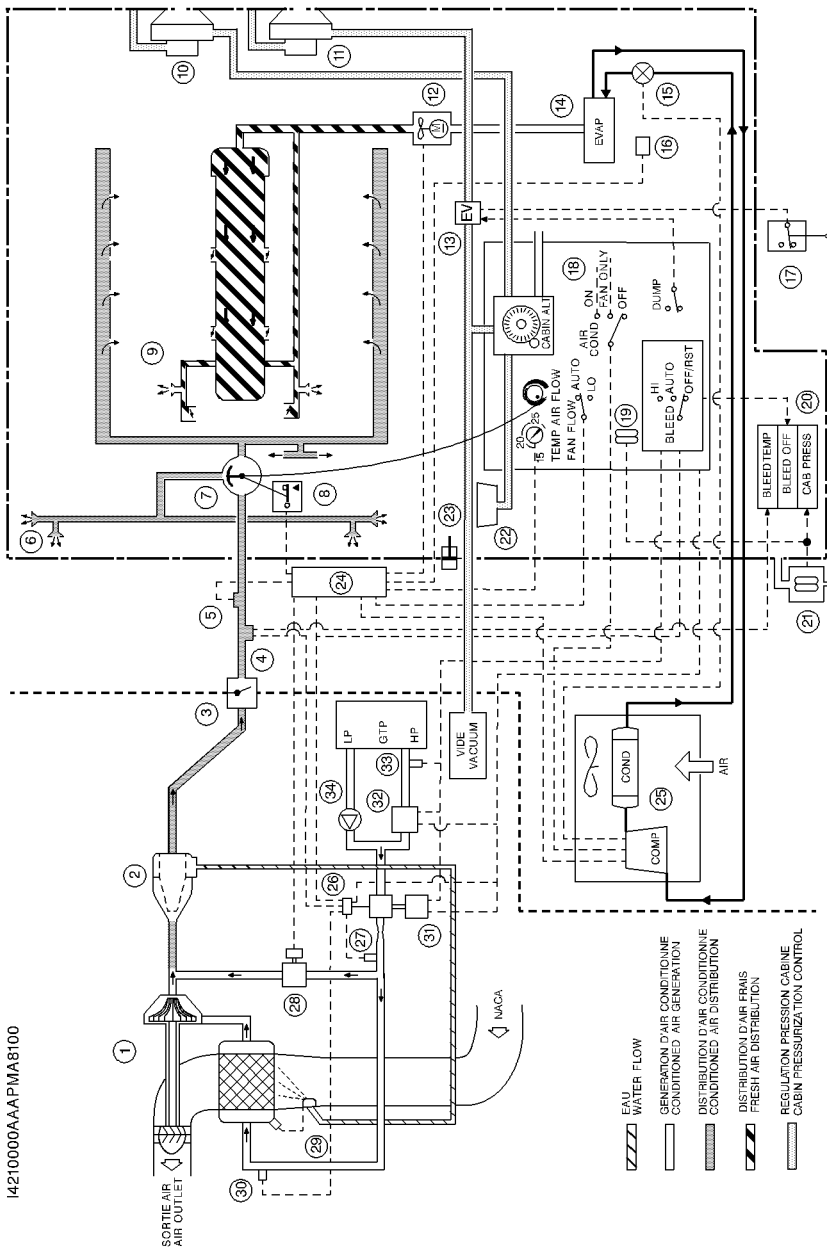 I4210000AAAPMA8100
SORTIE AIR
AIR OUTLET
1
2
3
4
5
6
7
8
9
10
11
12
M
13
EV
14
EVAP
15
16
17
18
CABIN ALT
15
20
25
TEMP
AIR FLOW
FAN FLOW
AUTO
LO
AIR
COND
ON
FAN ONLY
OFF
DUMP
19
BLEED
HI
AUTO
OFF/RST
BLEED TEMP
BLEED OFF
CAB PRESS
20
21
22
23
24
VIDE
VACUUM
LP
GTP
HP
34
33
32
26
27
28
31
29
30
NACA
COND
25
COMP
AIR
EAU
WATER FLOW
GENERATION D'AIR CONDITIONNE
CONDITIONED AIR GENERATION
DISTRIBUTION D'AIR CONDITIONNE
CONDITIONED AIR DISTRIBUTION
DISTRIBUTION D'AIR FRAIS
FRESH AIR DISTRIBUTION
REGULATION PRESSION CABINE
CABIN PRESSURIZATION CONTROL